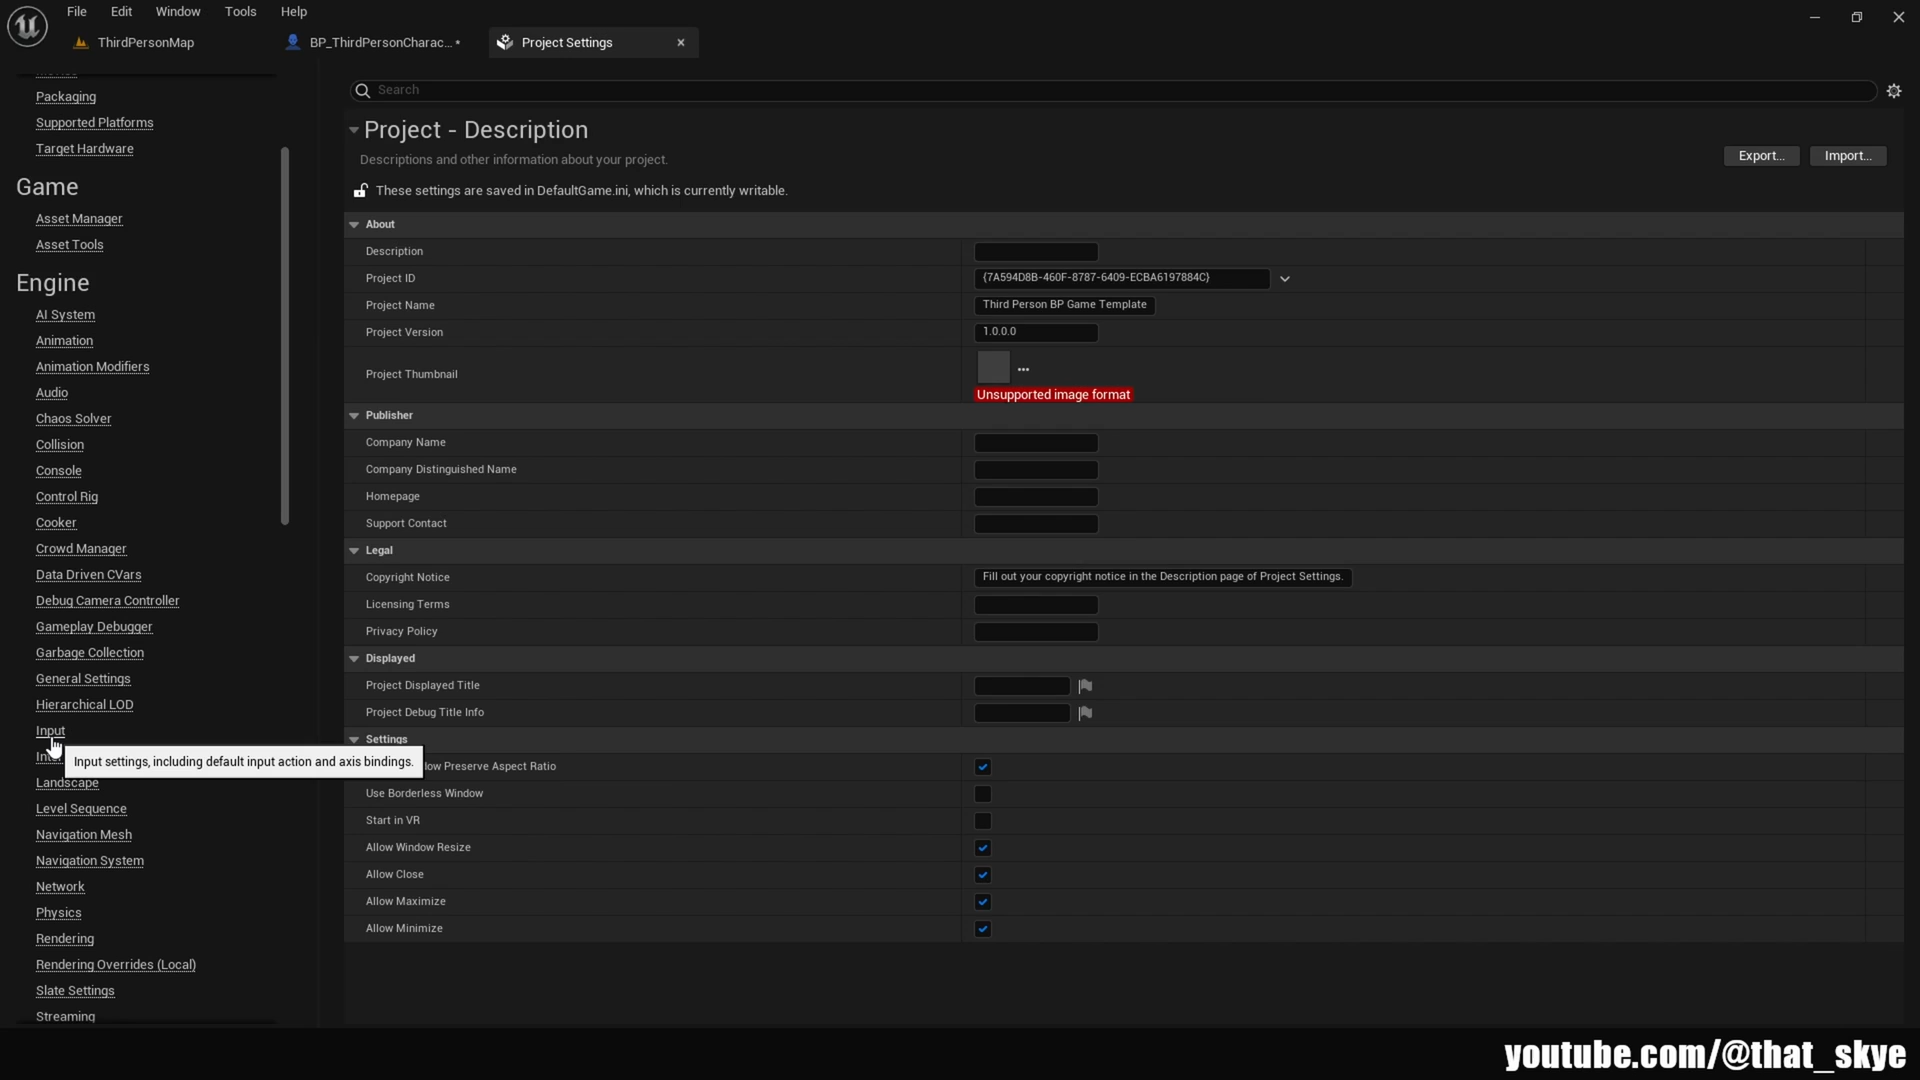 File Edit Window Tools Help
ThirdPersonMap BP_ThirdPersonCharac... * Project Settings
Packaging
Supported Platforms
Target Hardware
Game
Asset Manager
Asset Tools
Engine
AI System
Animation
Animation Modifiers
Audio
Chaos Solver
Collision
Console
Control Rig
Cooker
Crowd Manager
Data Driven CVars
Debug Camera Controller
Gameplay Debugger
Garbage Collection
General Settings
Hierarchical LOD
Input
Input settings, including default input action and axis bindings.
Landscape
Level Sequence
Navigation Mesh
Navigation System
Network
Physics
Rendering
Rendering Overrides (Local)
Slate Settings
Streaming
Search
Project - Description
Descriptions and other information about your project.
Export... Import...
These settings are saved in DefaultGame.ini, which is currently writable.
About
Description
Project ID {7A594D8B-460F-8787-6409-ECBA6197884C}
Project Name Third Person BP Game Template
Project Version 1.0.0.0
Project Thumbnail ...
Unsupported image format
Publisher
Company Name
Company Distinguished Name
Homepage
Support Contact
Legal
Copyright Notice Fill out your copyright notice in the Description page of Project Settings.
Licensing Terms
Privacy Policy
Displayed
Project Displayed Title
Project Debug Title Info
Settings
Preserve Aspect Ratio
Use Borderless Window
Start in VR
Allow Window Resize
Allow Close
Allow Maximize
Allow Minimize
youtube.com/@that_skye